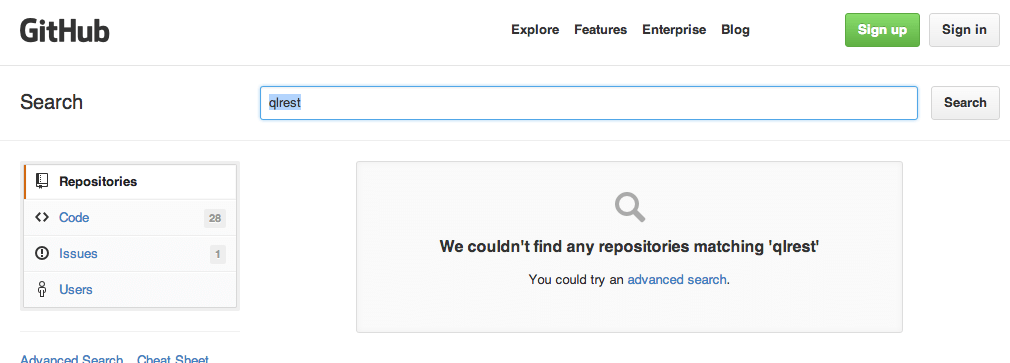 GitHub
Explore Features Enterprise Blog
Sign up Sign in
Search
qlrest
Search
Repositories
Code 28
Issues 1
Users
We couldn't find any repositories matching 'qlrest'
You could try an advanced search.
Advanced Search Cheat Sheet